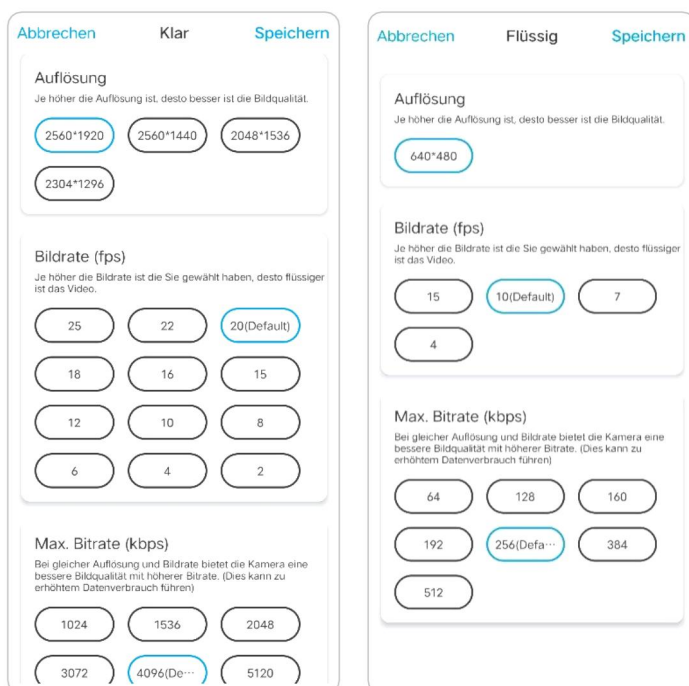 Abbrechen Klar Speichern
Auflösung
Je höher die Auflösung ist, desto besser ist die Bildqualität.
2560*1920 2560*1440 2048*1536
2304*1296
Bildrate (fps)
Je höher die Bildrate ist die Sie gewählt haben, desto flüssiger
ist das Video.
25 22 20(Default)
18 16 15
12 10 8
6 4 2
Max. Bitrate (kbps)
Bei gleicher Auflösung und Bildrate bietet die Kamera eine
bessere Bildqualität mit höherer Bitrate. (Dies kann zu
erhöhtem Datenverbrauch führen)
1024 1536 2048
3072 4096(De··· 5120
Abbrechen Flüssig Speichern
Auflösung
Je höher die Auflösung ist, desto besser ist die Bildqualität.
640*480
Bildrate (fps)
Je höher die Bildrate ist die Sie gewählt haben, desto flüssiger
ist das Video.
15 10(Default) 7
4
Max. Bitrate (kbps)
Bei gleicher Auflösung und Bildrate bietet die Kamera eine
bessere Bildqualität mit höherer Bitrate. (Dies kann zu
erhöhtem Datenverbrauch führen)
64 128 160
192 256(Defa··· 384
512